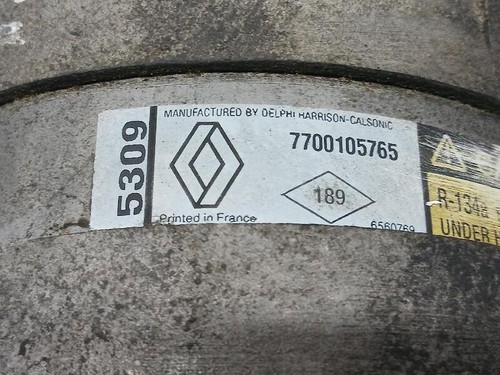 MANUFACTURED BY DELPHI HARRISON-CALSONIC
5309
7700105765
189
Printed in France
6560769
R-134a
UNDER